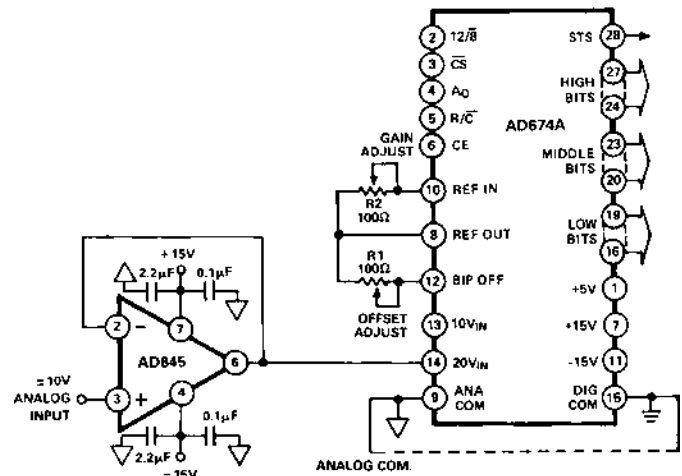 2 12/8̅ STS 28
3 C̅S̅ 27
HIGH BITS
4 A0 24
5 R/C̅ AD674A
6 CE 23
GAIN ADJUST
MIDDLE BITS
R2 100Ω
10 REF IN 20
8 REF OUT 19
LOW BITS
R1 100Ω
12 BIP OFF 16
OFFSET ADJUST
+5V 1
13 10VIN +15V 7
14 20VIN -15V 11
9 ANA COM DIG COM 15
ANALOG COM.
+15V
2.2μF 0.1μF
2 −
7
AD845
6
±10V ANALOG INPUT
3 +
4
0.1μF
2.2μF
−15V